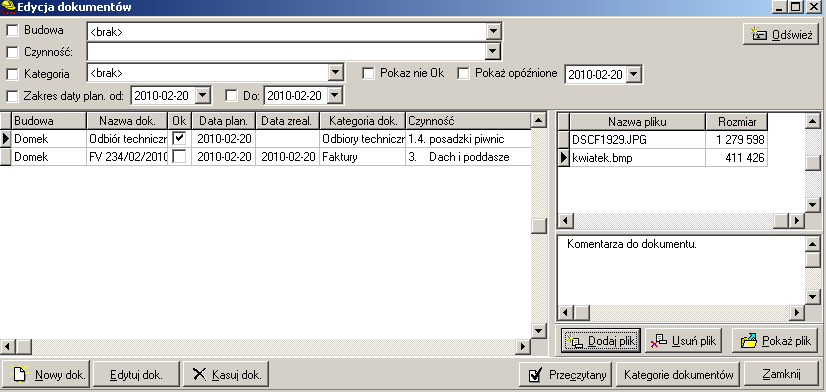 Edycja dokumentów
Budowa <brak>
Odśwież
Czynność:
Kategoria <brak> Pokaz nie Ok Pokaż opóźnione 2010-02-20
Zakres daty plan. od: 2010-02-20 Do: 2010-02-20
Budowa Nazwa dok. Ok Data plan. Data zreal. Kategoria dok. Czynność
Domek Odbiór techniczr 2010-02-20 Odbiory techniczr 1.4. posadzki piwnic
Domek FV 234/02/2010 2010-02-20 2010-02-20 Faktury 3. Dach i poddasze
Nazwa pliku Rozmiar
DSCF1929.JPG 1 279 598
kwiatek.bmp 411 426
Komentarza do dokumentu.
Dodaj plik Usuń plik Pokaż plik
Nowy dok. Edytuj dok. Kasuj dok. Przeczytany Kategorie dokumentów Zamknij